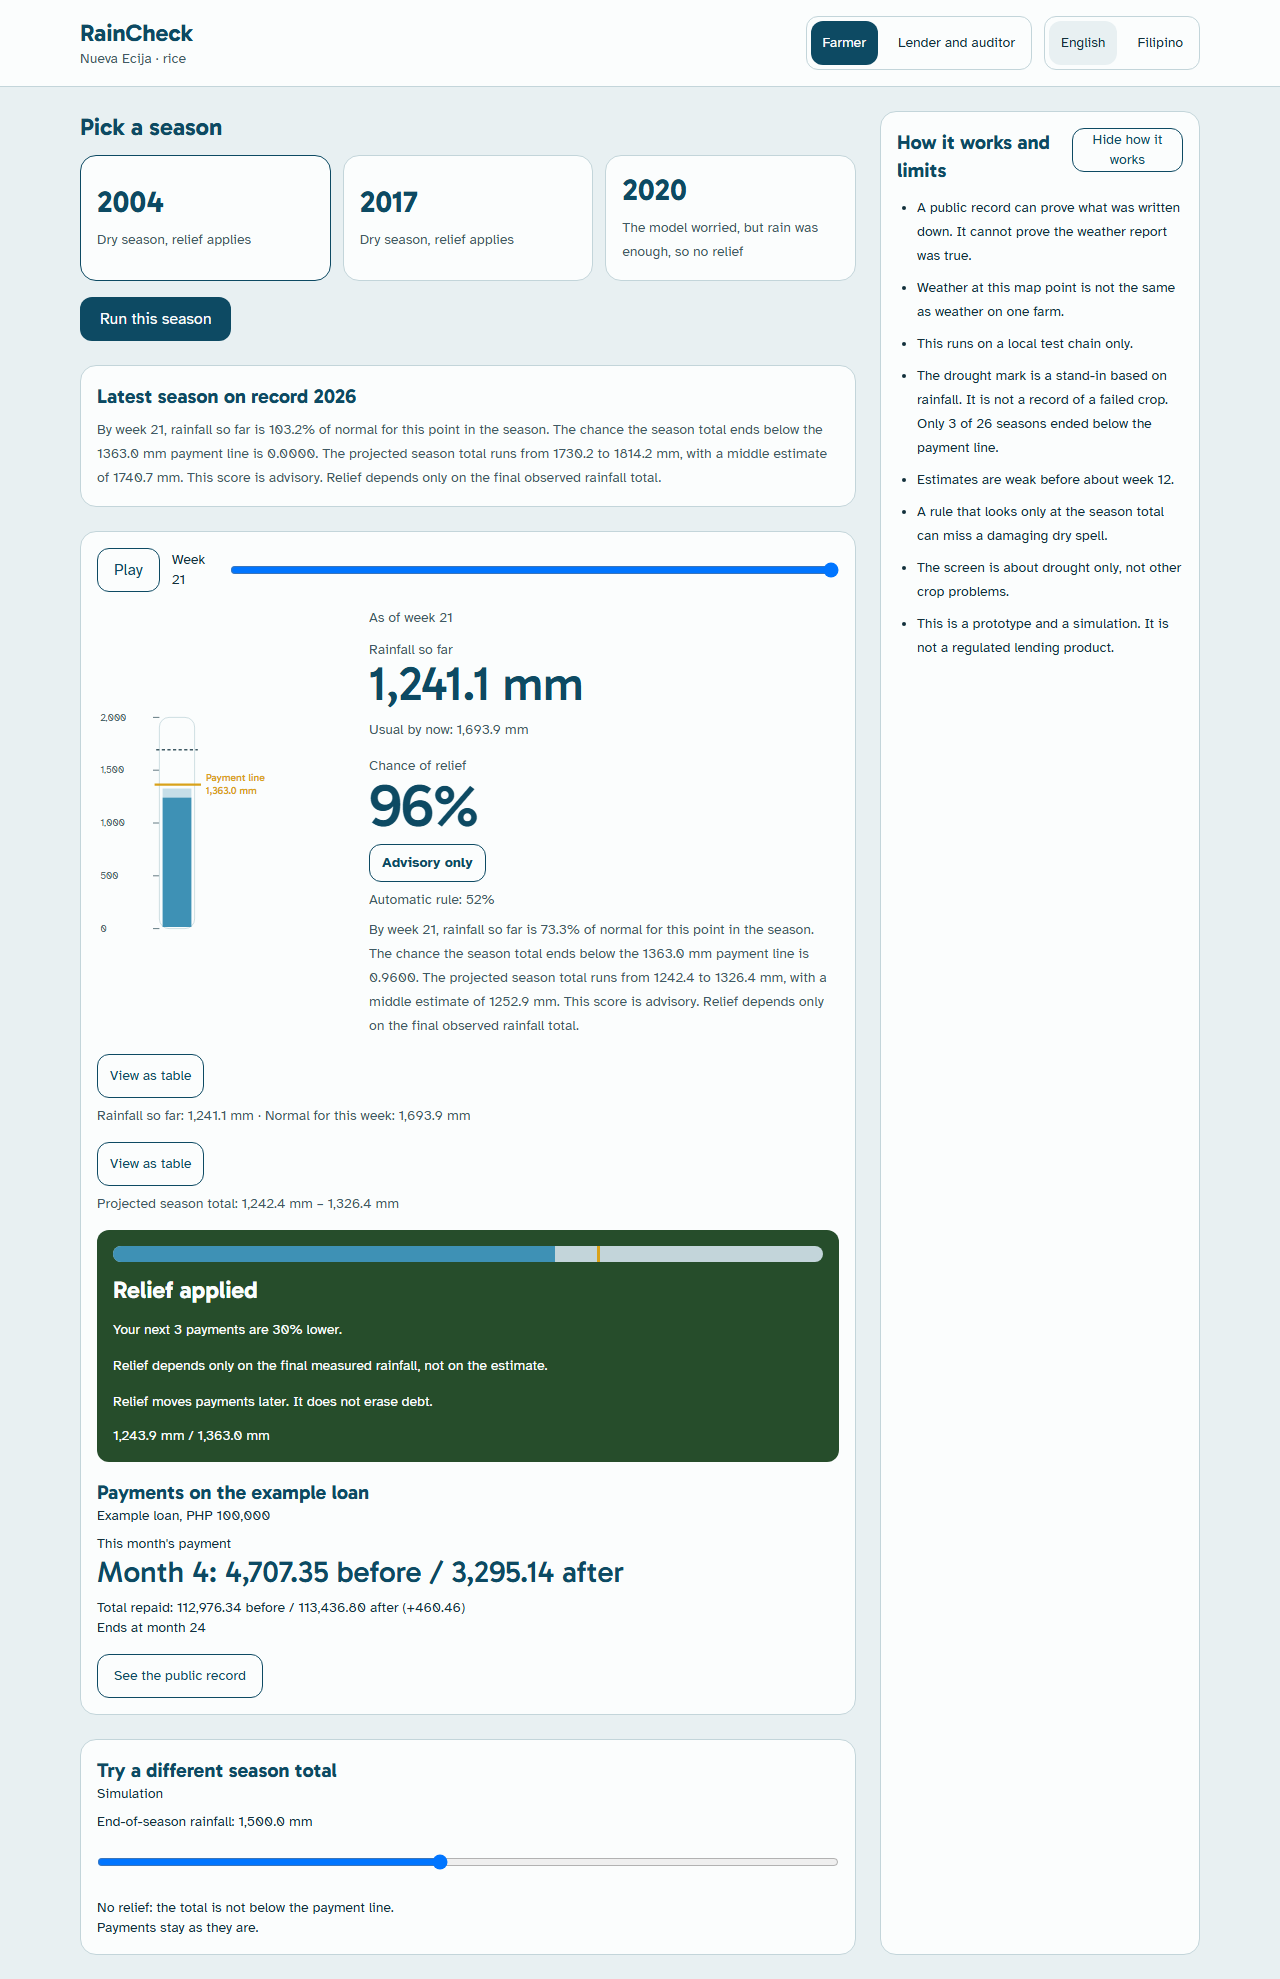 RainCheck
Nueva Ecija · rice
Farmer
Lender and auditor
English
Filipino
Pick a season
2004
Dry season, relief applies
2017
Dry season, relief applies
2020
The model worried, but rain was
enough, so no relief
Run this season
Latest season on record 2026
By week 21, rainfall so far is 103.2% of normal for this point in the season. The chance the season total ends below the
1363.0 mm payment line is 0.0000. The projected season total runs from 1730.2 to 1814.2 mm, with a middle estimate
of 1740.7 mm. This score is advisory. Relief depends only on the final observed rainfall total.
Play
Week
21
2,000
1,500
1,000
500
0
Payment line
1,363.0 mm
As of week 21
Rainfall so far
1,241.1 mm
Usual by now: 1,693.9 mm
Chance of relief
96%
Advisory only
Automatic rule: 52%
By week 21, rainfall so far is 73.3% of normal for this point in the season.
The chance the season total ends below the 1363.0 mm payment line is
0.9600. The projected season total runs from 1242.4 to 1326.4 mm, with a
middle estimate of 1252.9 mm. This score is advisory. Relief depends only
on the final observed rainfall total.
View as table
Rainfall so far: 1,241.1 mm · Normal for this week: 1,693.9 mm
View as table
Projected season total: 1,242.4 mm – 1,326.4 mm
Relief applied
Your next 3 payments are 30% lower.
Relief depends only on the final measured rainfall, not on the estimate.
Relief moves payments later. It does not erase debt.
1,243.9 mm / 1,363.0 mm
Payments on the example loan
Example loan, PHP 100,000
This month's payment
Month 4: 4,707.35 before / 3,295.14 after
Total repaid: 112,976.34 before / 113,436.80 after (+460.46)
Ends at month 24
See the public record
Try a different season total
Simulation
End-of-season rainfall: 1,500.0 mm
No relief: the total is not below the payment line.
Payments stay as they are.
How it works and
limits
Hide how it
works
• A public record can prove what was written
down. It cannot prove the weather report
was true.
• Weather at this map point is not the same
as weather on one farm.
• This runs on a local test chain only.
• The drought mark is a stand-in based on
rainfall. It is not a record of a failed crop.
Only 3 of 26 seasons ended below the
payment line.
• Estimates are weak before about week 12.
• A rule that looks only at the season total
can miss a damaging dry spell.
• The screen is about drought only, not other
crop problems.
• This is a prototype and a simulation. It is
not a regulated lending product.